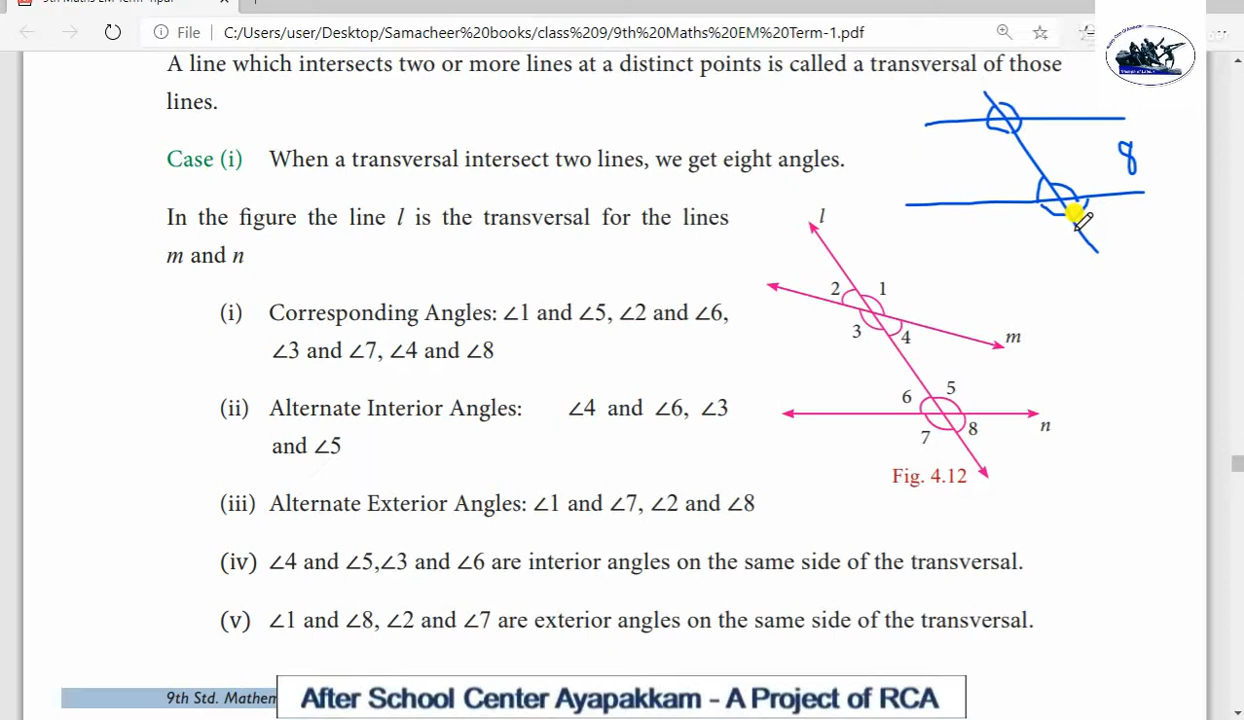 File C:/Users/user/Desktop/Samacheer%20books/class%209/9th%20Maths%20EM%20Term-1.pdf
A line which intersects two or more lines at a distinct points is called a transversal of those
lines.
8
Case (i) When a transversal intersect two lines, we get eight angles.
In the figure the line l is the transversal for the lines
m and n
(i) Corresponding Angles: ∠1 and ∠5, ∠2 and ∠6,
∠3 and ∠7, ∠4 and ∠8
(ii) Alternate Interior Angles: ∠4 and ∠6, ∠3
and ∠5
l
2 1
3 4 m
6 5
7 8 n
Fig. 4.12
(iii) Alternate Exterior Angles: ∠1 and ∠7, ∠2 and ∠8
(iv) ∠4 and ∠5,∠3 and ∠6 are interior angles on the same side of the transversal.
(v) ∠1 and ∠8, ∠2 and ∠7 are exterior angles on the same side of the transversal.
9th Std. Mathem
After School Center Ayapakkam - A Project of RCA